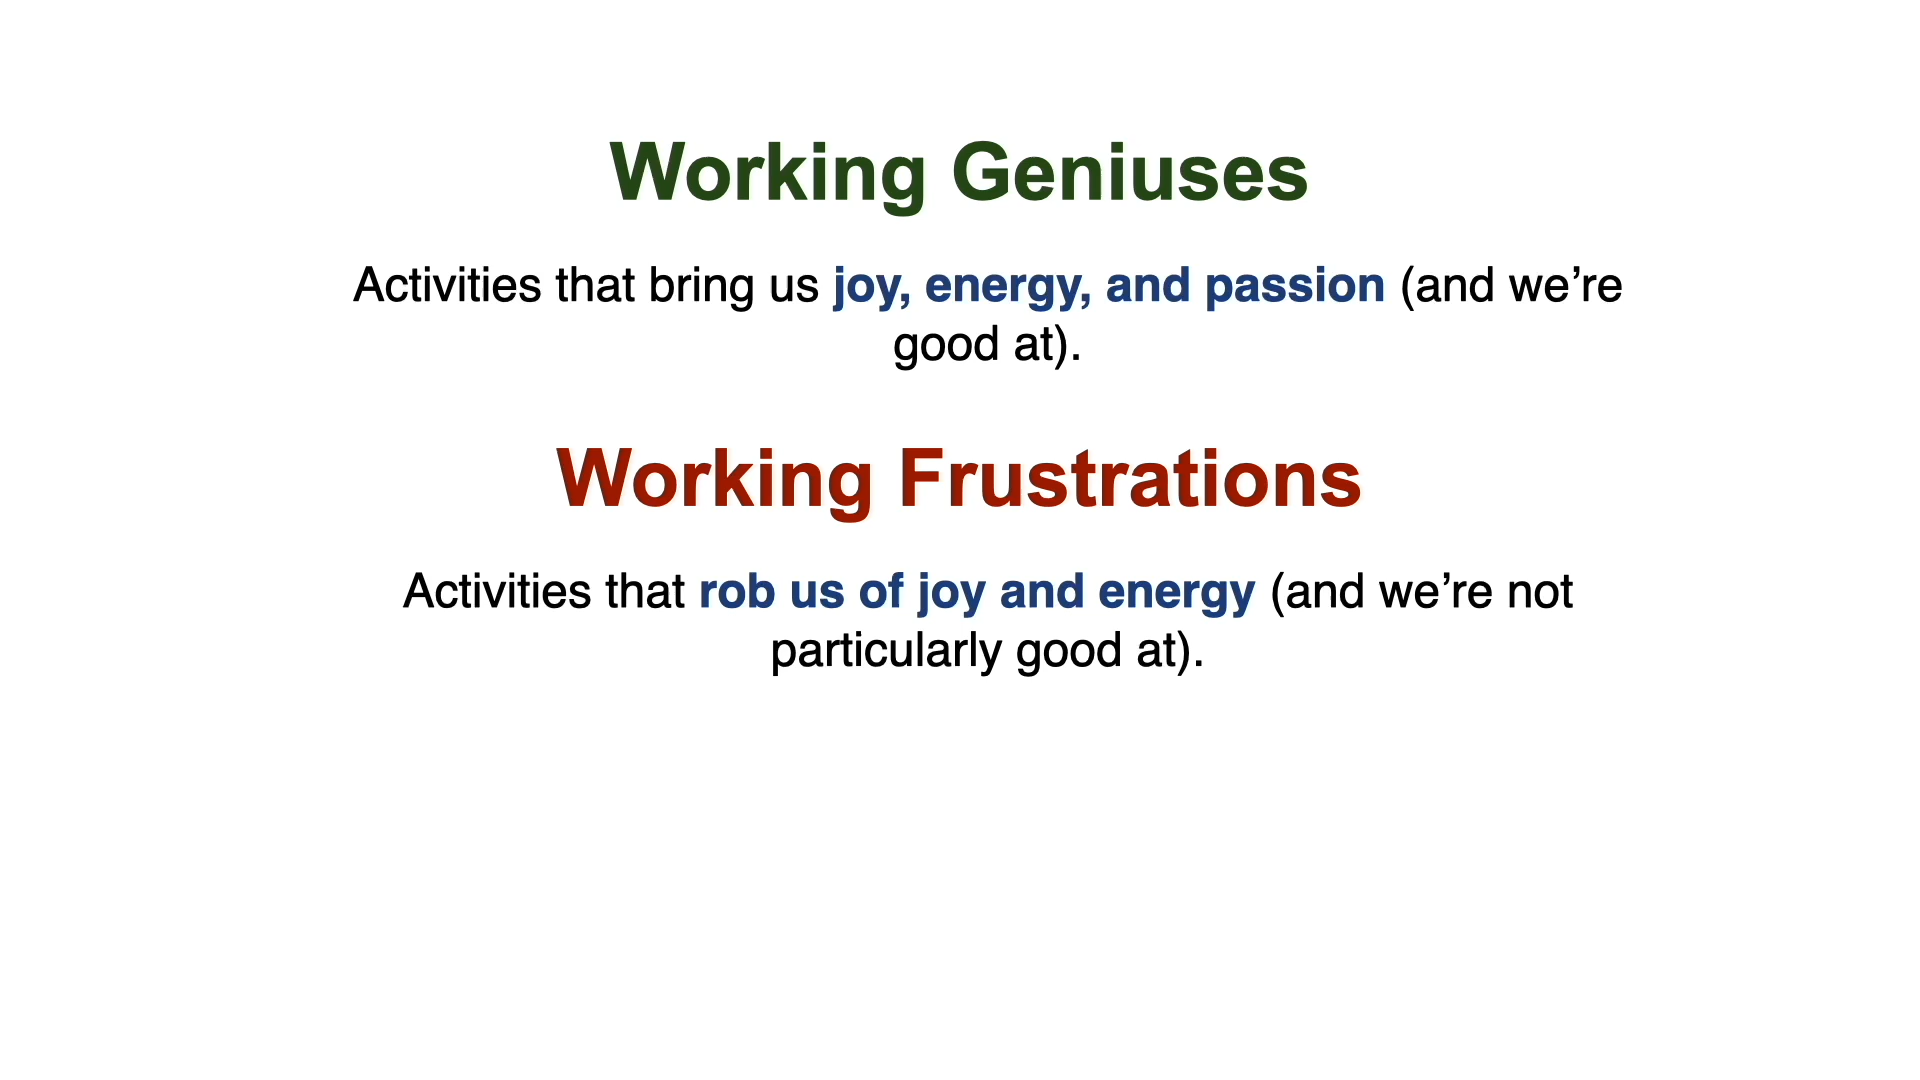 Working Geniuses
Activities that bring us joy, energy, and passion (and we’re
good at).
Working Frustrations
Activities that rob us of joy and energy (and we’re not
particularly good at).